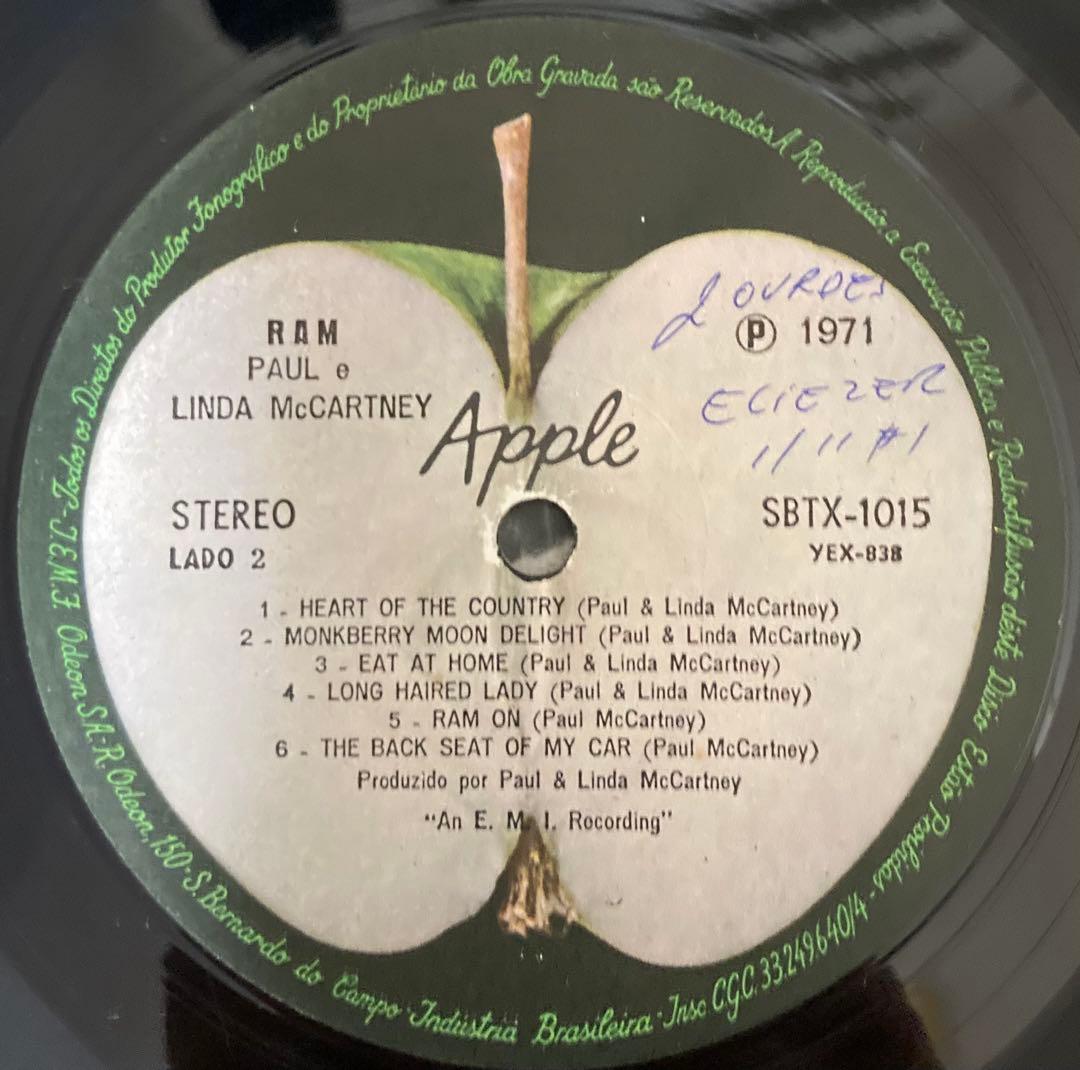 Todos os Direitos do Produtor Fonográfico e do Proprietário da Obra Gravada são Reservados A Reprodução, a Execução Pública e Radiodifusão dêste Disco Estão Proibidas -
RAM
PAUL e
LINDA McCARTNEY
LOURDES
Ⓟ 1971
ELIEZER
Apple
STEREO
LADO 2
SBTX-1015
YEX-838
1 - HEART OF THE COUNTRY (Paul & Linda McCartney)
2 - MONKBERRY MOON DELIGHT (Paul & Linda McCartney)
3 - EAT AT HOME (Paul & Linda McCartney)
4 - LONG HAIRED LADY (Paul & Linda McCartney)
5 - RAM ON (Paul McCartney)
6 - THE BACK SEAT OF MY CAR (Paul McCartney)
Produzido por Paul & Linda McCartney
"An E. M. I. Recording"
Odeon S.A.-R. Odeon, 150-S. Bernardo do Campo-Indústria Brasileira-Insc C.G.C. 33.249.640/4